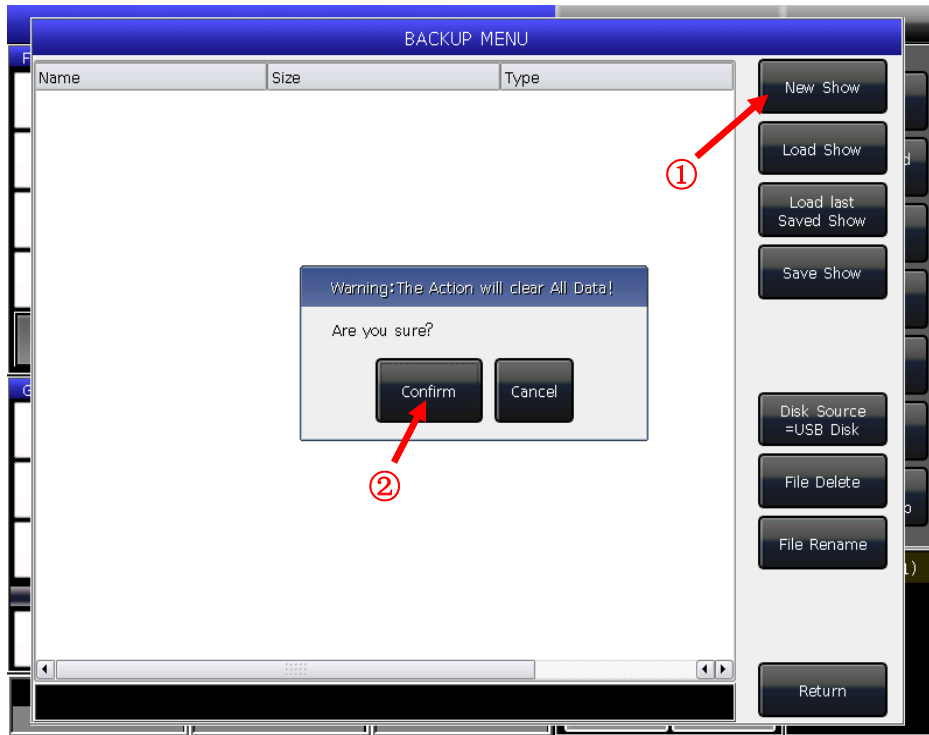 BACKUP MENU
Name Size Type
New Show
①
Load Show
Load last
Saved Show
Save Show
Warning:The Action will clear All Data!
Are you sure?
Confirm Cancel
②
Disk Source
=USB Disk
File Delete
File Rename
Return